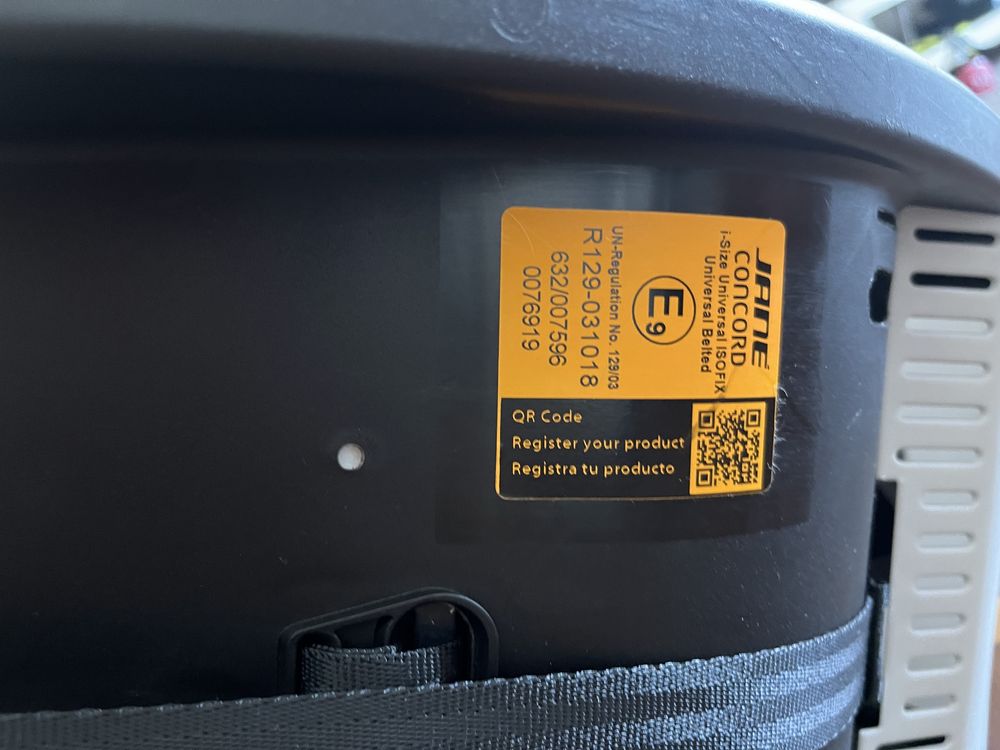 JANE
CONCORD
i-Size Universal ISOFIX
Universal Belted
E9
UN-Regulation No. 129/03
R129-031018
632/007596
0076919
QR Code
Register your product
Registra tu producto